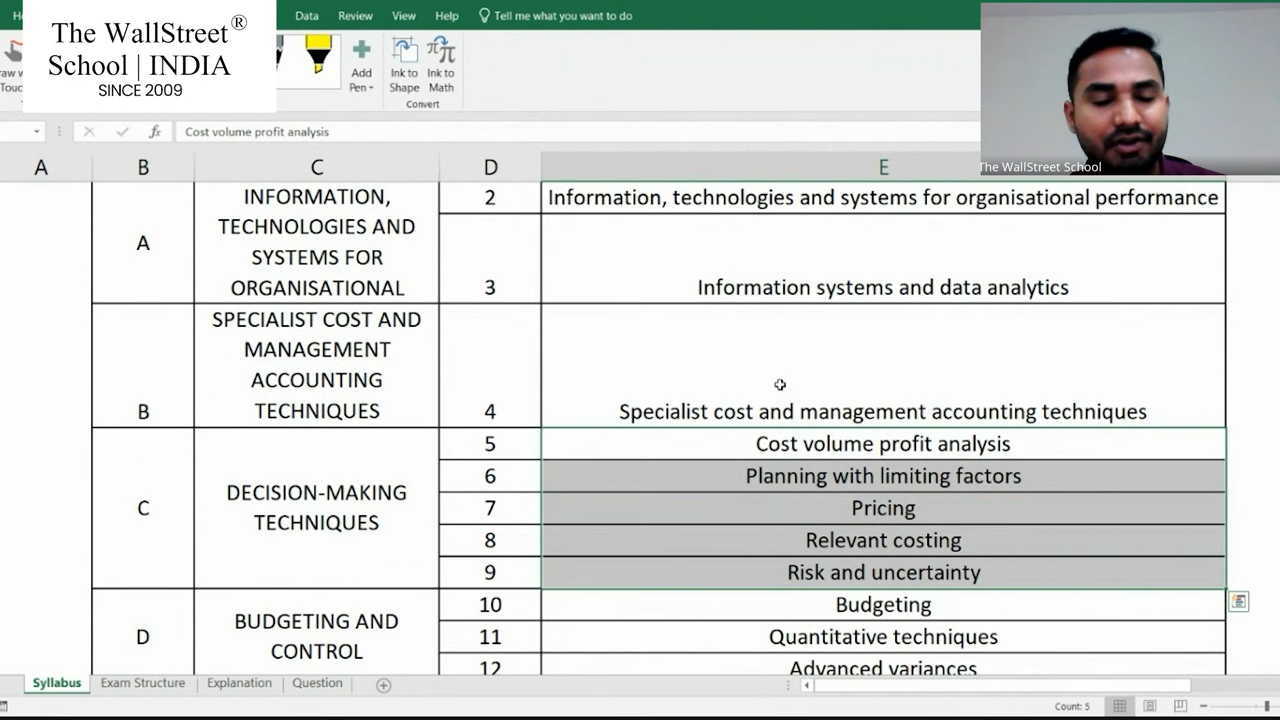 The WallStreet®
School | INDIA
SINCE 2009
Data Review View Help Tell me what you want to do
Add
Pen
Ink to
Shape
Ink to
Math
Convert
fx Cost volume profit analysis
The WallStreet School
A B C D E
A
INFORMATION,
TECHNOLOGIES AND
SYSTEMS FOR
ORGANISATIONAL
2 Information, technologies and systems for organisational performance
3 Information systems and data analytics
B
SPECIALIST COST AND
MANAGEMENT
ACCOUNTING
TECHNIQUES
4 Specialist cost and management accounting techniques
C
DECISION-MAKING
TECHNIQUES
5 Cost volume profit analysis
6 Planning with limiting factors
7 Pricing
8 Relevant costing
9 Risk and uncertainty
D
BUDGETING AND
CONTROL
10 Budgeting
11 Quantitative techniques
12 Advanced variances
Syllabus Exam Structure Explanation Question
Count: 5